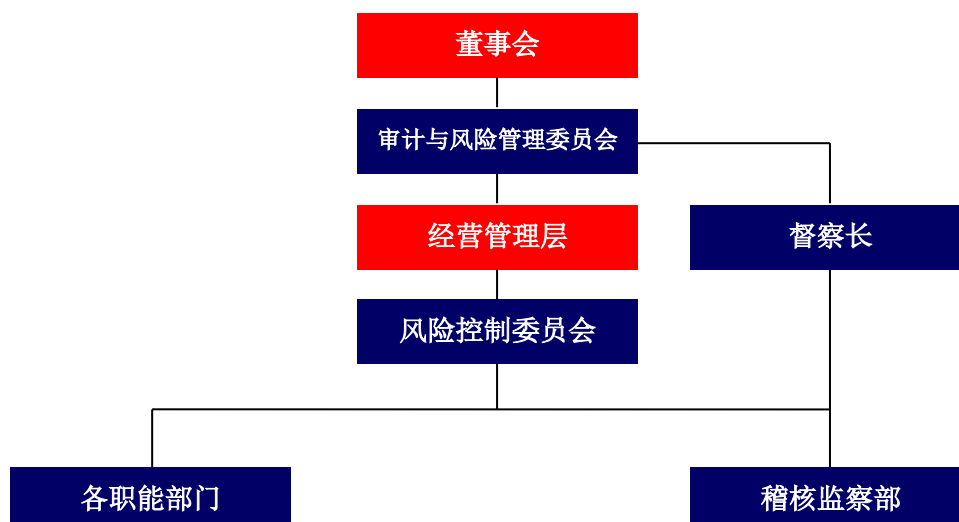 董事会
审计与风险管理委员会
经营管理层
督察长
风险控制委员会
各职能部门
稽核监察部